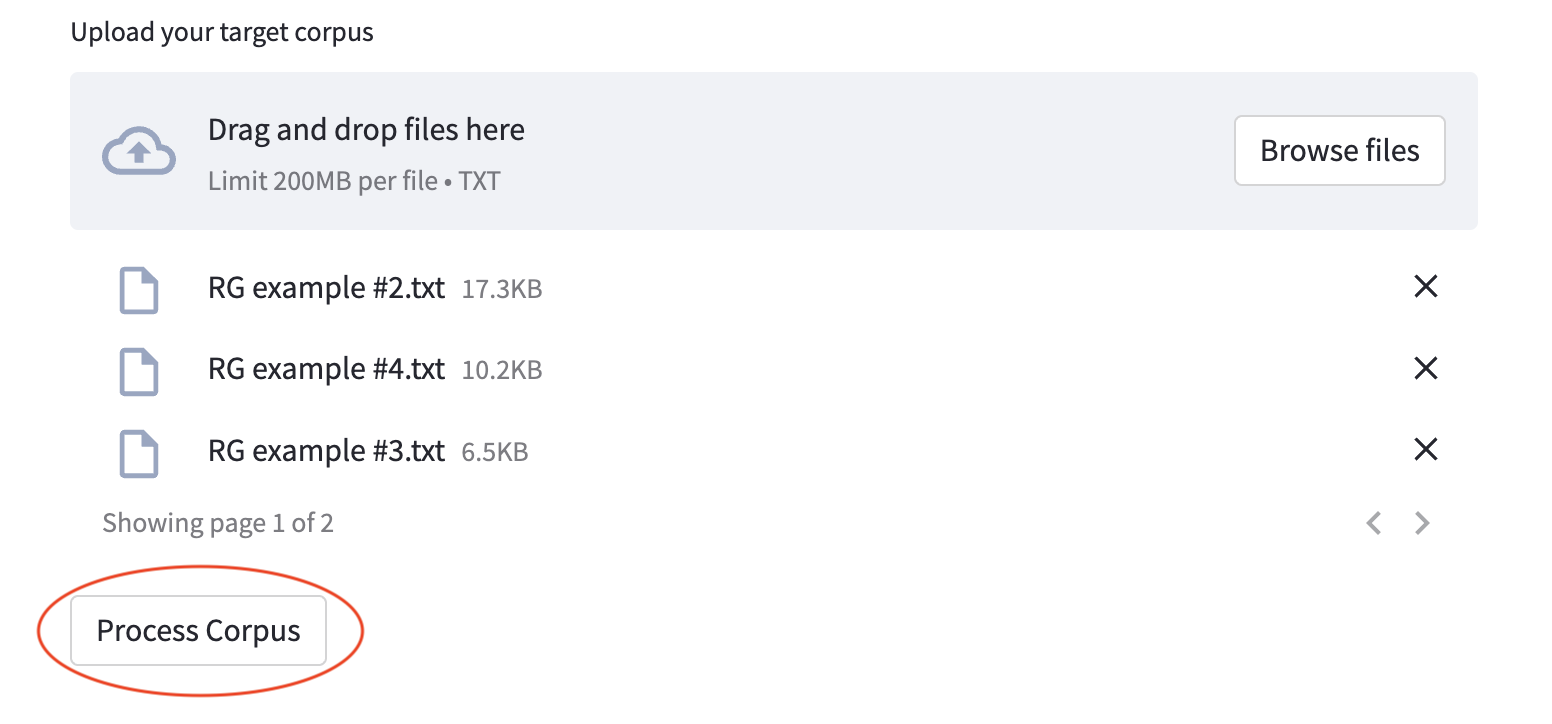 Upload your target corpus
Drag and drop files here
Limit 200MB per file • TXT
Browse files
RG example #2.txt 17.3KB
RG example #4.txt 10.2KB
RG example #3.txt 6.5KB
Showing page 1 of 2
Process Corpus